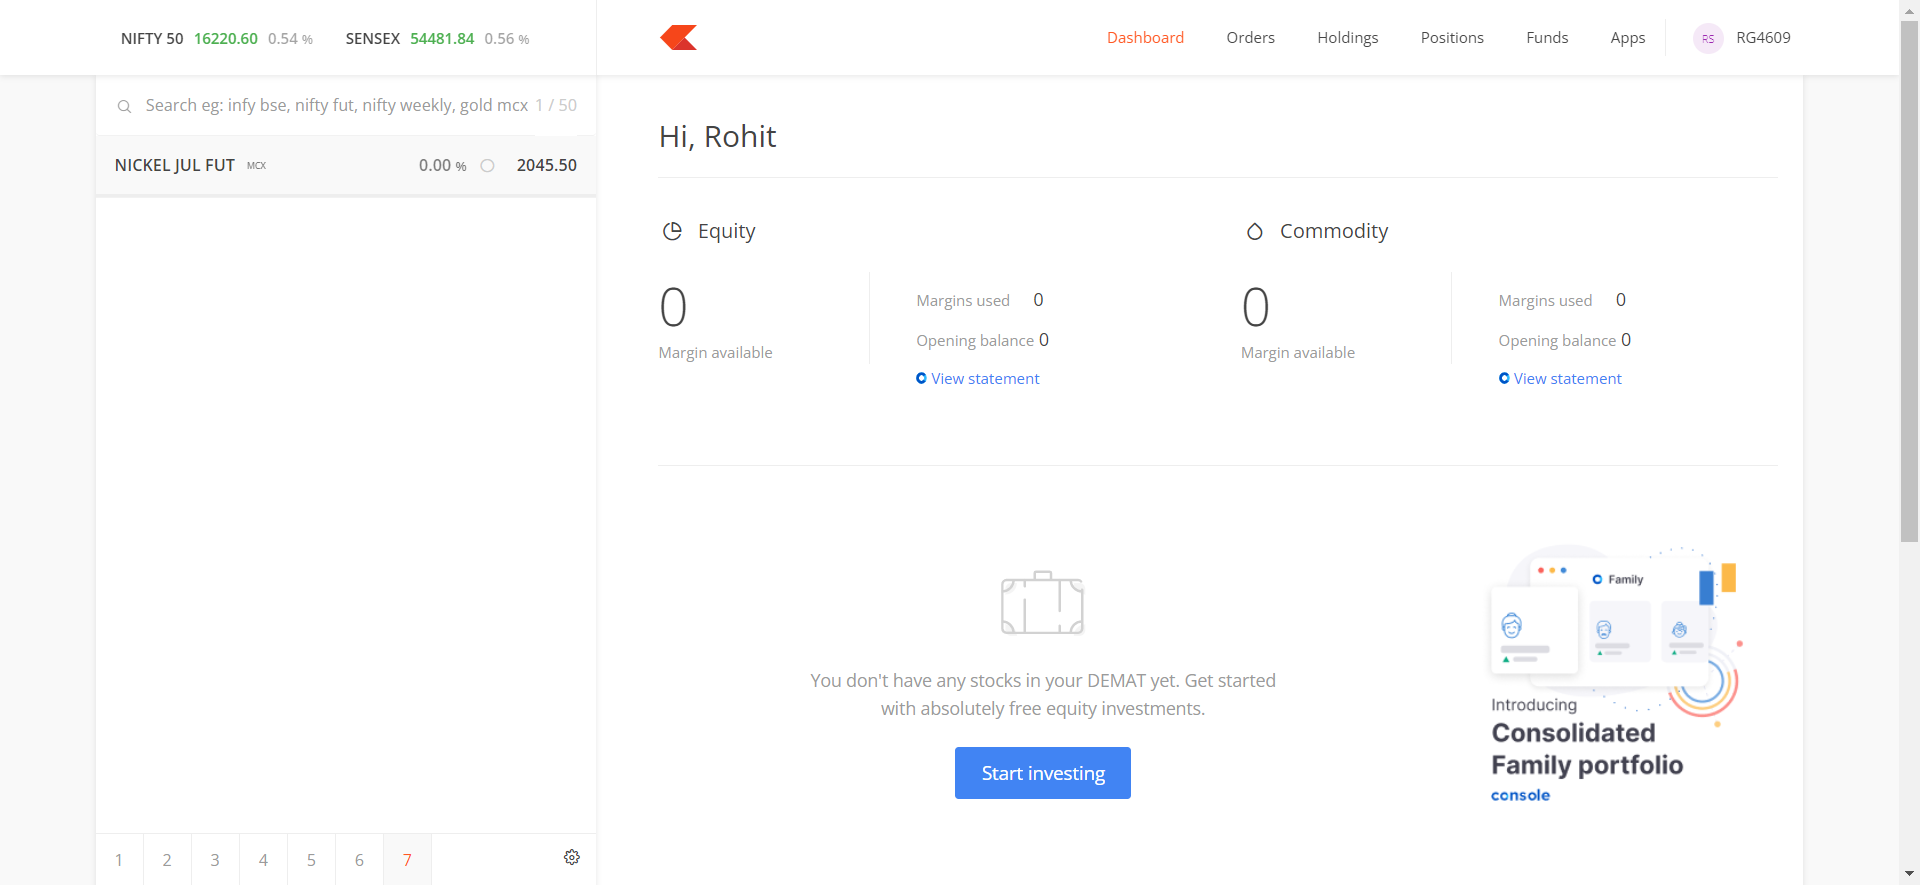 NIFTY 50 16220.60 0.54 % SENSEX 54481.84 0.56 %
Dashboard Orders Holdings Positions Funds Apps RS RG4609
Search eg: infy bse, nifty fut, nifty weekly, gold mcx 1 / 50
NICKEL JUL FUT MCX 0.00 % 2045.50
Hi, Rohit
Equity
0
Margin available
Margins used 0
Opening balance 0
View statement
Commodity
0
Margin available
Margins used 0
Opening balance 0
View statement
You don't have any stocks in your DEMAT yet. Get started
with absolutely free equity investments.
Start investing
Family
Introducing
Consolidated
Family portfolio
console
1 2 3 4 5 6 7